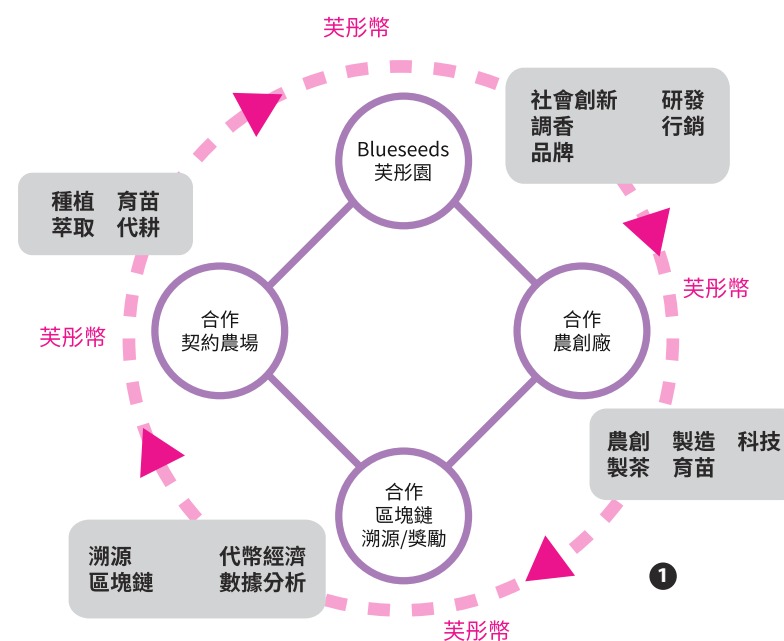 芙彤幣
社會創新 研發
調香 行銷
品牌
Blueseeds
芙彤園
種植 育苗
萃取 代耕
芙彤幣
合作
契約農場
合作
農創廠
芙彤幣
農創 製造 科技
製茶 育苗
合作
區塊鏈
溯源/獎勵
溯源 代幣經濟
區塊鏈 數據分析
1
芙彤幣